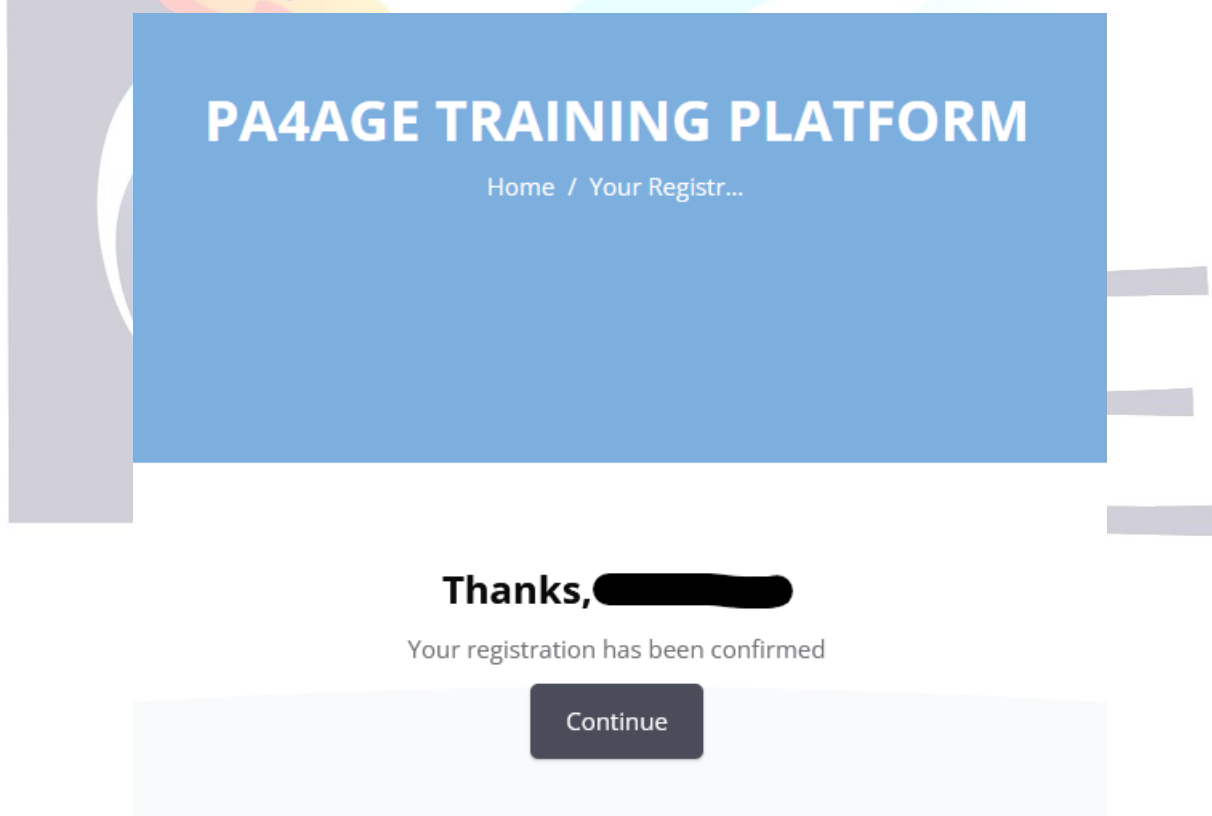 PA4AGE TRAINING PLATFORM
Home / Your Registr...
Thanks,
Your registration has been confirmed
Continue